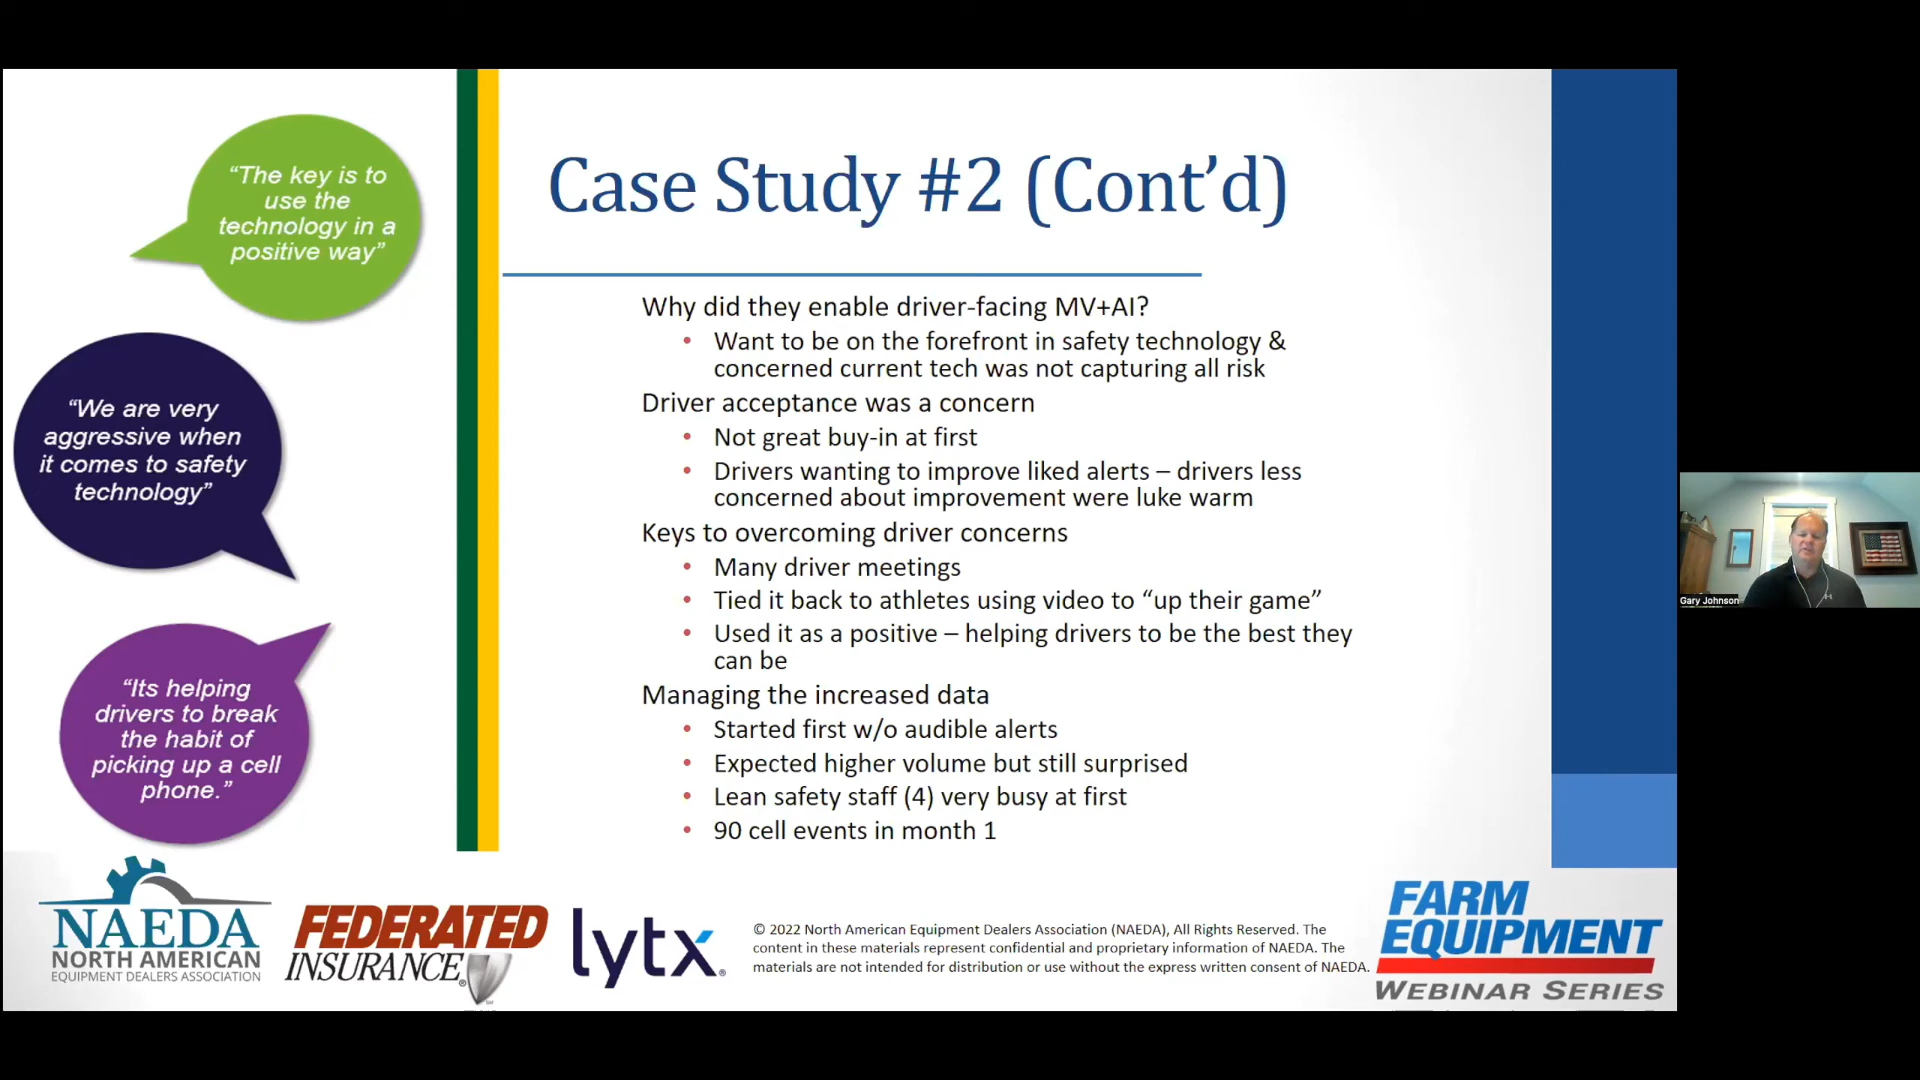 “The key is to
use the
technology in a
positive way”
“We are very
aggressive when
it comes to safety
technology”
“Its helping
drivers to break
the habit of
picking up a cell
phone.”
Case Study #2 (Cont’d)
Why did they enable driver-facing MV+AI?
• Want to be on the forefront in safety technology &
concerned current tech was not capturing all risk
Driver acceptance was a concern
• Not great buy-in at first
• Drivers wanting to improve liked alerts – drivers less
concerned about improvement were luke warm
Keys to overcoming driver concerns
• Many driver meetings
• Tied it back to athletes using video to “up their game”
• Used it as a positive – helping drivers to be the best they
can be
Managing the increased data
• Started first w/o audible alerts
• Expected higher volume but still surprised
• Lean safety staff (4) very busy at first
• 90 cell events in month 1
Gary Johnson
NAEDA
NORTH AMERICAN
EQUIPMENT DEALERS ASSOCIATION
FEDERATED
INSURANCE®
lytx®
© 2022 North American Equipment Dealers Association (NAEDA), All Rights Reserved. The
content in these materials represent confidential and proprietary information of NAEDA. The
materials are not intended for distribution or use without the express written consent of NAEDA.
FARM
EQUIPMENT
WEBINAR SERIES